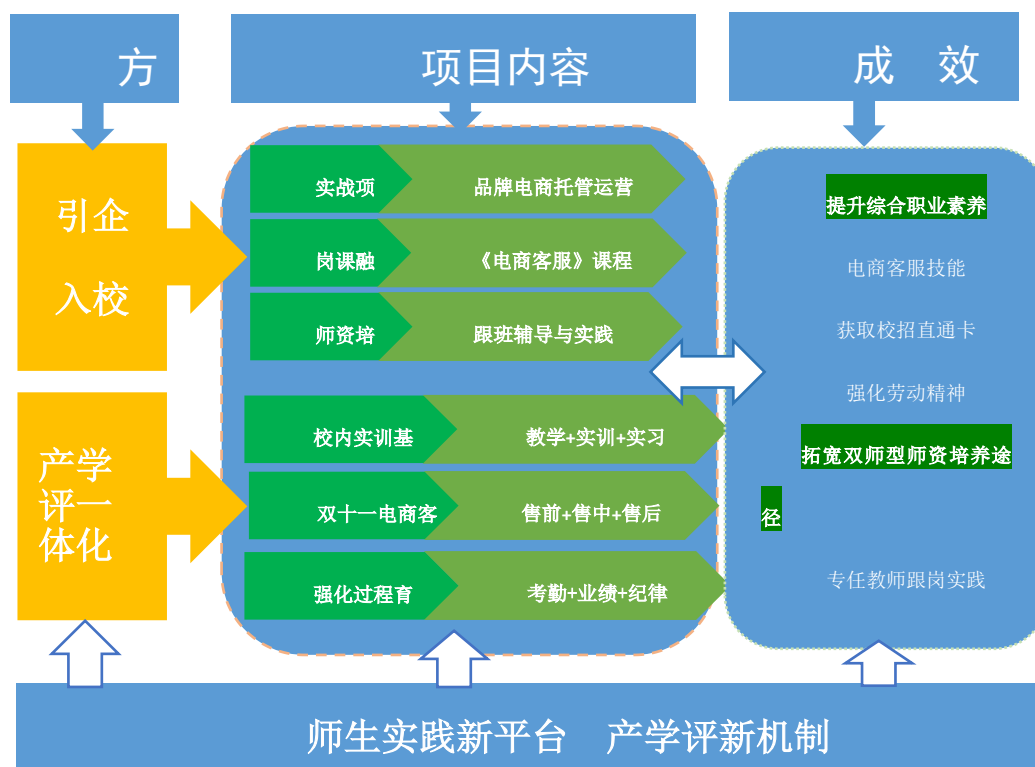 方
项目内容
成 效
引企
入校
实战项
品牌电商托管运营
岗课融
《电商客服》课程
师资培
跟班辅导与实践
产学
评一
体化
校内实训基
教学+实训+实习
双十一电商客
售前+售中+售后
强化过程育
考勤+业绩+纪律
提升综合职业素养
电商客服技能
获取校招直通卡
强化劳动精神
拓宽双师型师资培养途
径
专任教师跟岗实践
师生实践新平台 产学评新机制